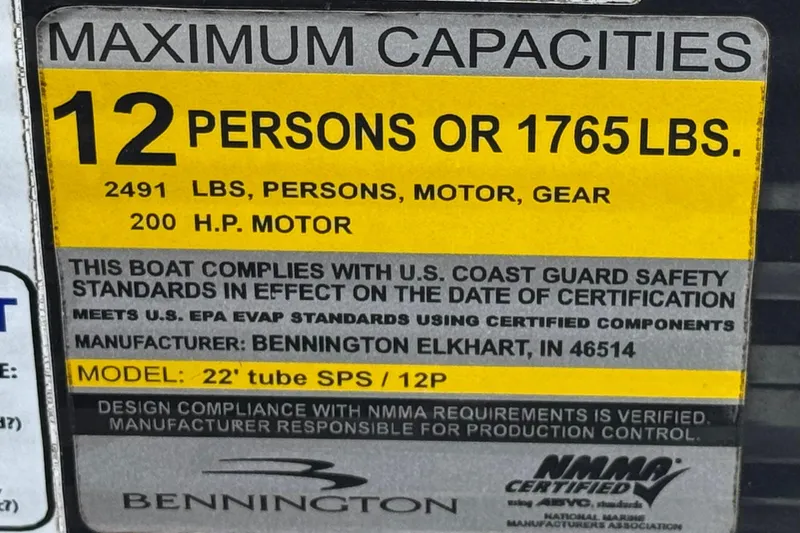 MAXIMUM CAPACITIES
12 PERSONS OR 1765 LBS.
2491 LBS, PERSONS, MOTOR, GEAR
200 H.P. MOTOR
THIS BOAT COMPLIES WITH U.S. COAST GUARD SAFETY
STANDARDS IN EFFECT ON THE DATE OF CERTIFICATION
MEETS U.S. EPA EVAP STANDARDS USING CERTIFIED COMPONENTS
MANUFACTURER: BENNINGTON ELKHART, IN 46514
MODEL: 22' tube SPS / 12P
DESIGN COMPLIANCE WITH NMMA REQUIREMENTS IS VERIFIED.
MANUFACTURER RESPONSIBLE FOR PRODUCTION CONTROL.
BENNINGTON
NMMA
CERTIFIED
using ABYC standards
NATIONAL MARINE
MANUFACTURERS ASSOCIATION